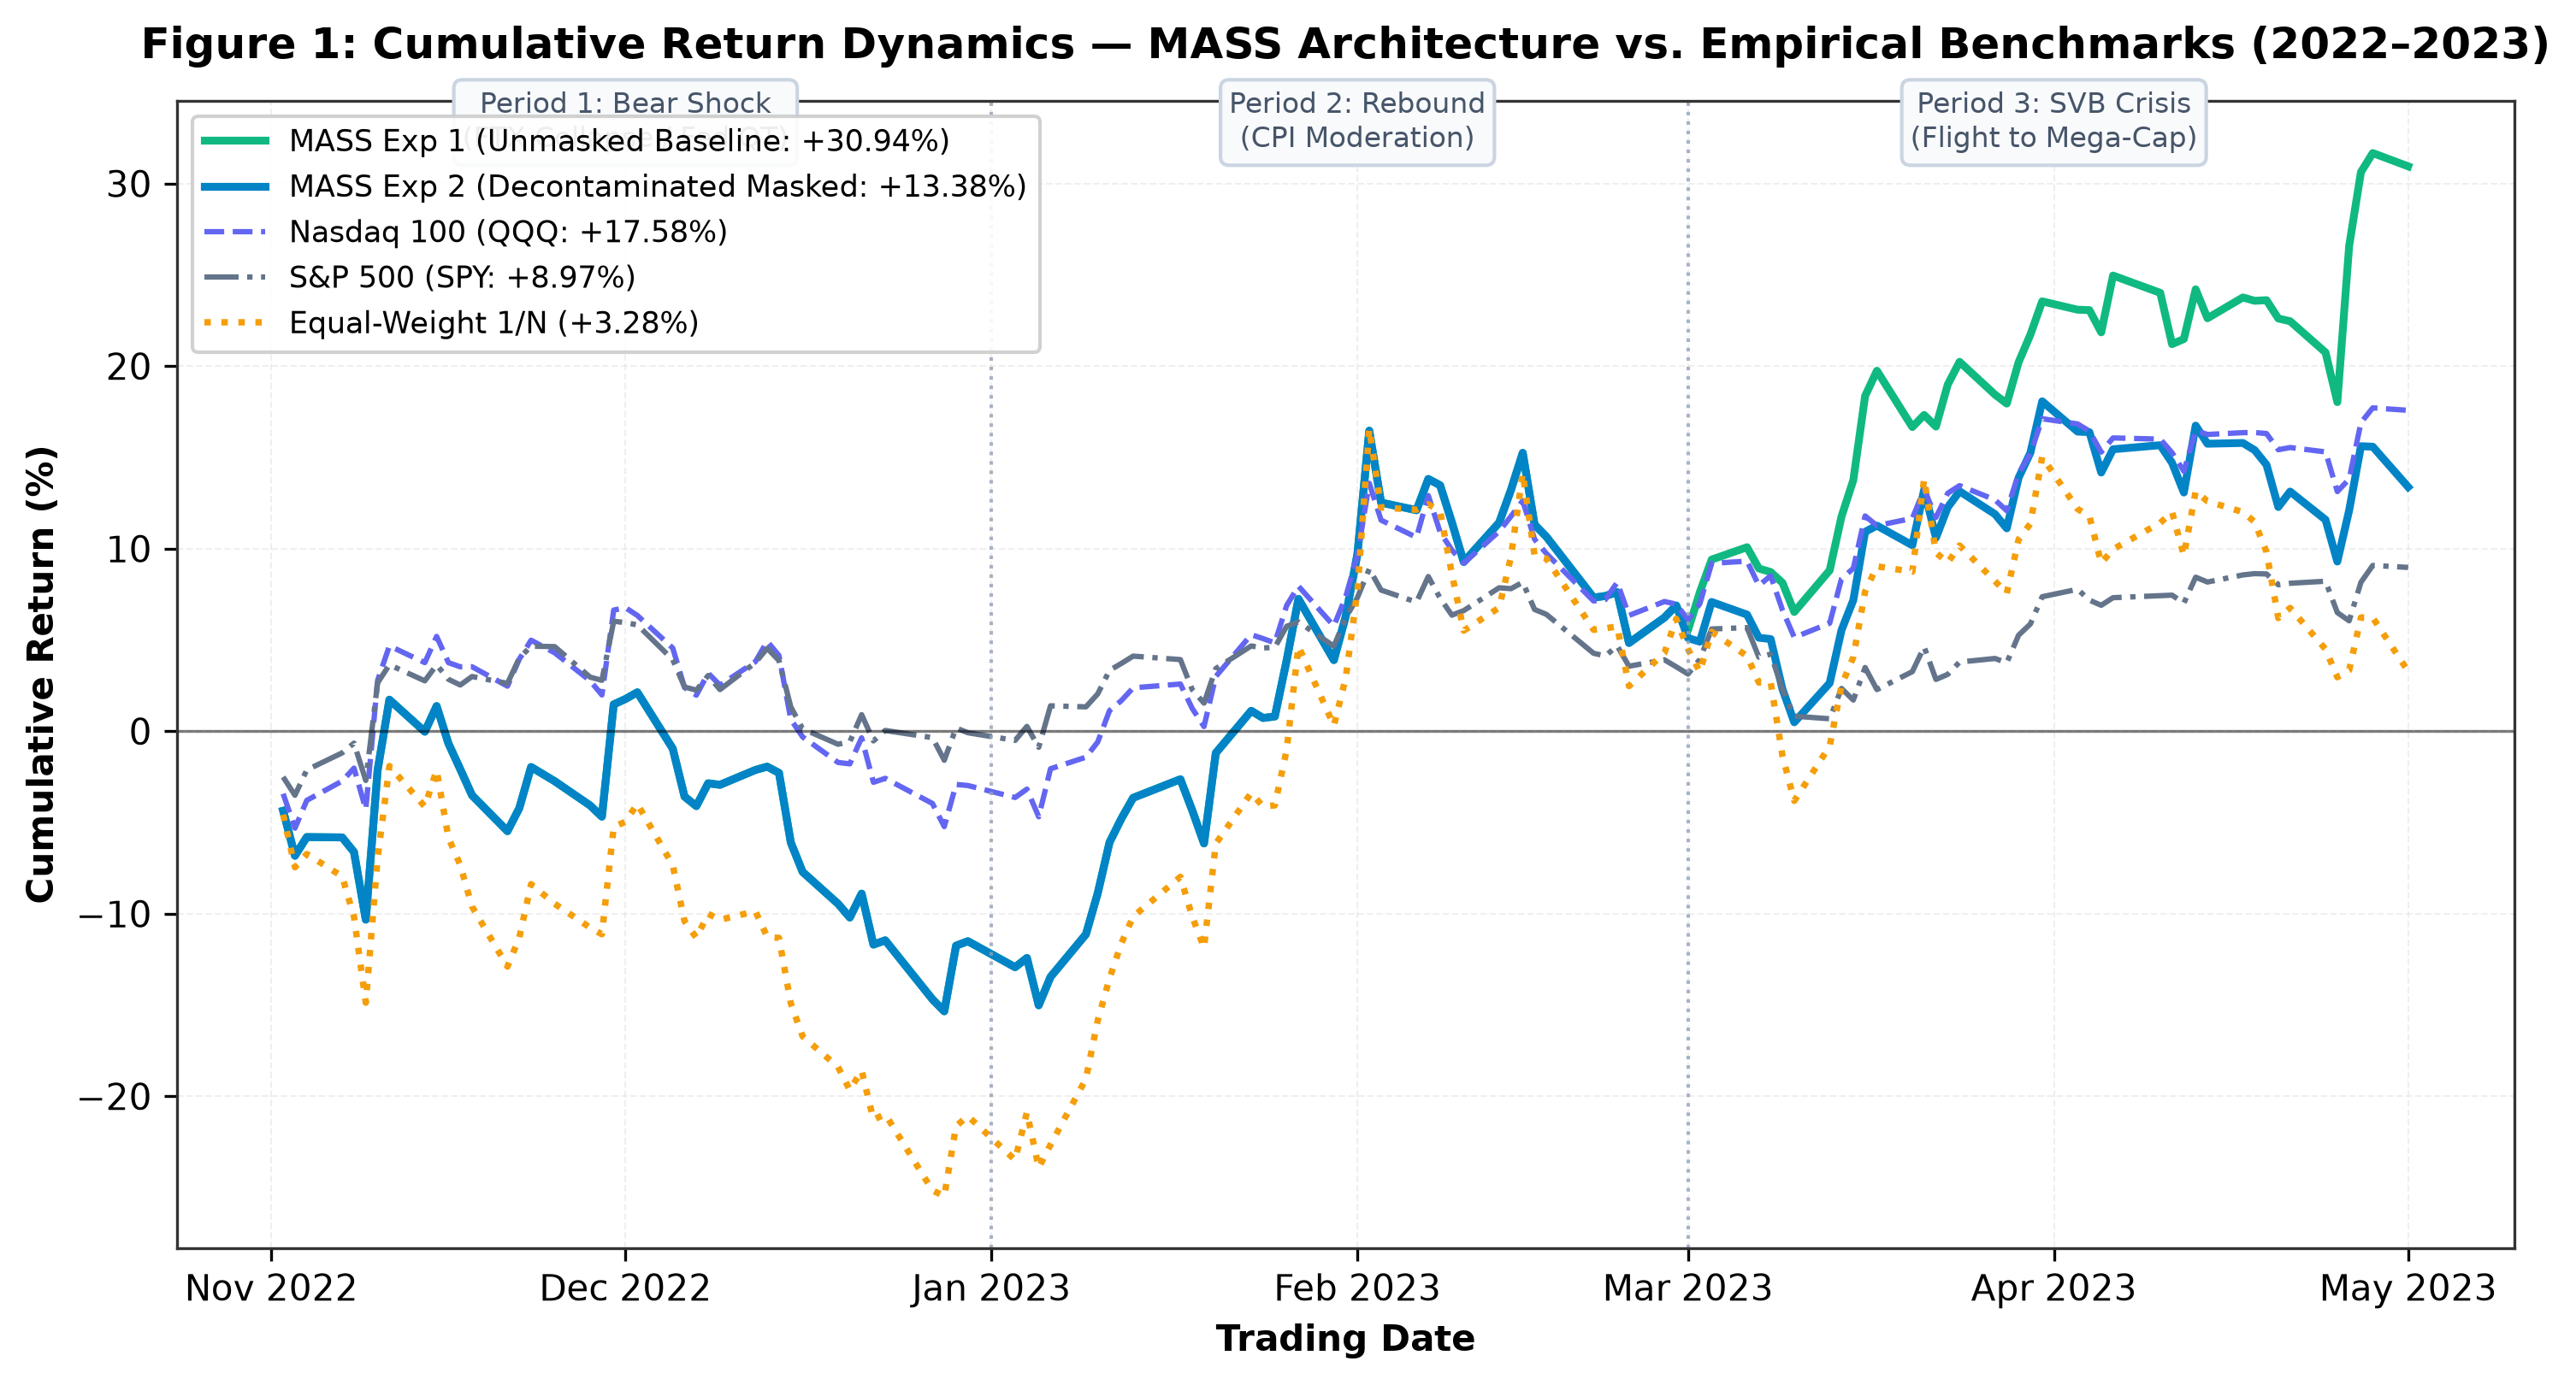 Figure 1: Cumulative Return Dynamics — MASS Architecture vs. Empirical Benchmarks (2022–2023)
Period 1: Bear Shock
Period 2: Rebound
(CPI Moderation)
Period 3: SVB Crisis
(Flight to Mega-Cap)
MASS Exp 1 (Unmasked Baseline: +30.94%)
MASS Exp 2 (Decontaminated Masked: +13.38%)
Nasdaq 100 (QQQ: +17.58%)
S&P 500 (SPY: +8.97%)
Equal-Weight 1/N (+3.28%)
Cumulative Return (%)
30
20
10
0
−10
−20
Nov 2022
Dec 2022
Jan 2023
Feb 2023
Mar 2023
Apr 2023
May 2023
Trading Date